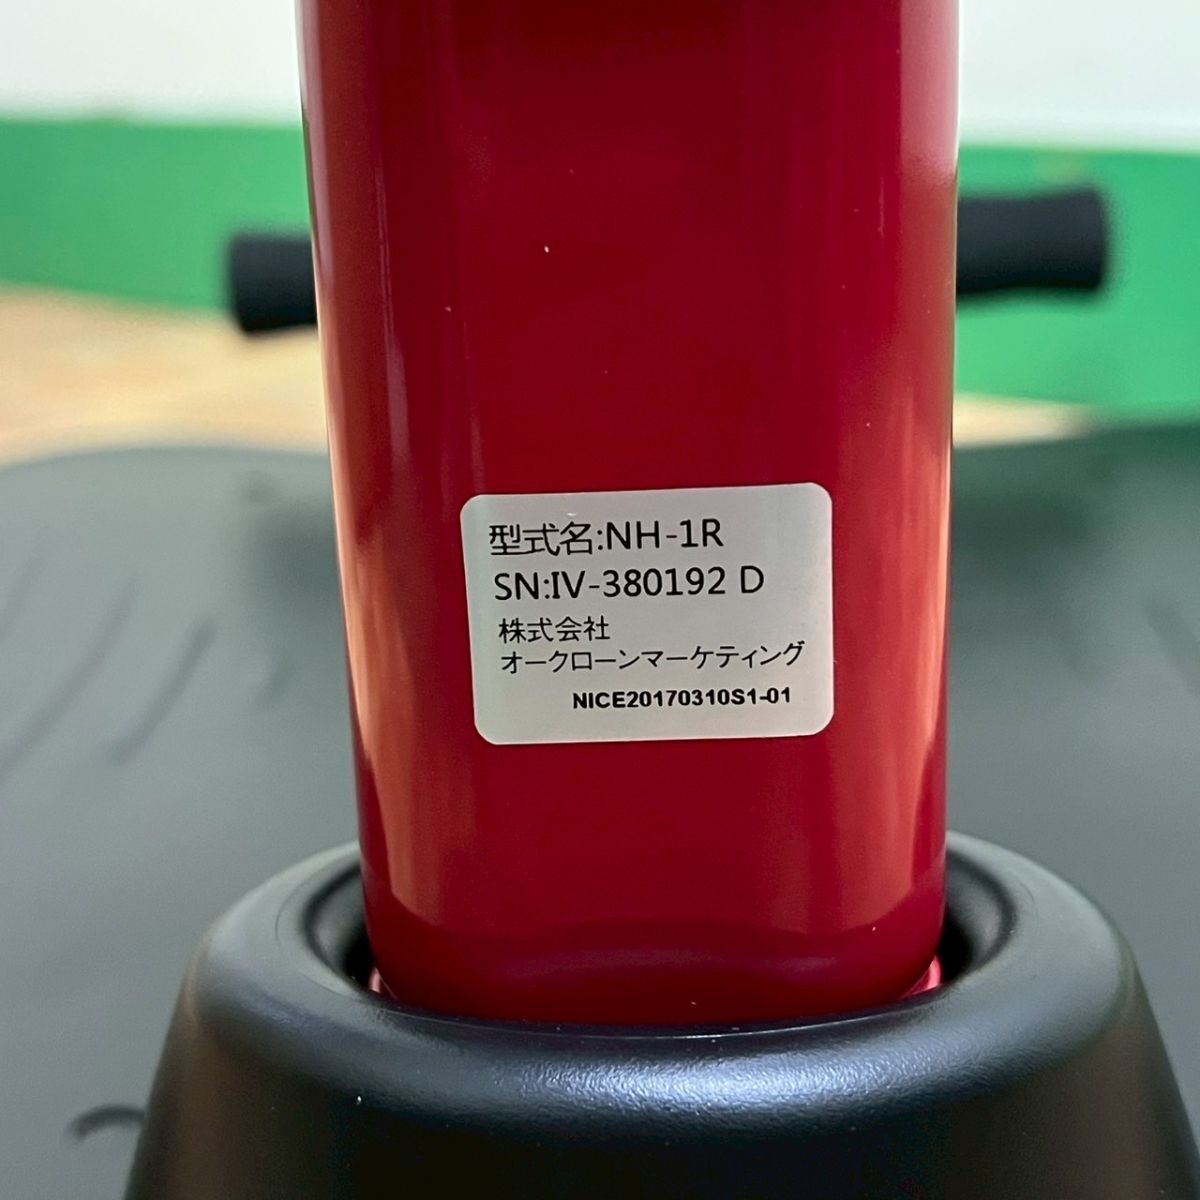 型式名:NH-1R
SN:IV-380192 D
株式会社
オークローンマーケティング
NICE20170310S1-01